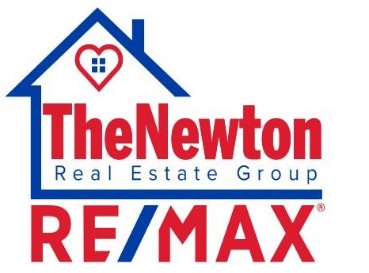 TheNewton
Real Estate Group
RE/MAX®